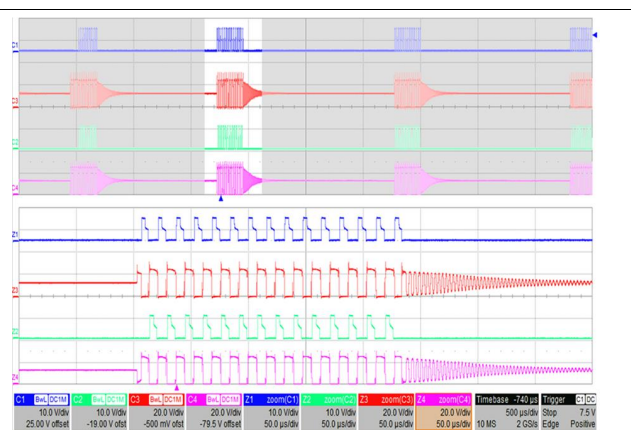 C1
C3
C4
Z1
Z3
Z4
C1 BwL DC1M C2 BwL DC1M C3 BwL DC1M C4 BwL DC1M Z1 zoom(C1) Z2 zoom(C2) Z3 zoom(C3) Z4 zoom(C4) Timebase -740 µs Trigger C1 DC
10.0 V/div 10.0 V/div 20.0 V/div 20.0 V/div 10.0 V/div 10.0 V/div 20.0 V/div 20.0 V/div 500 µs/div Stop 7.5 V
25.00 V offset -19.00 V ofst -500 mV ofst -79.5 V offset 50.0 µs/div 50.0 µs/div 50.0 µs/div 50.0 µs/div 10 MS 2 GS/s Edge Positive